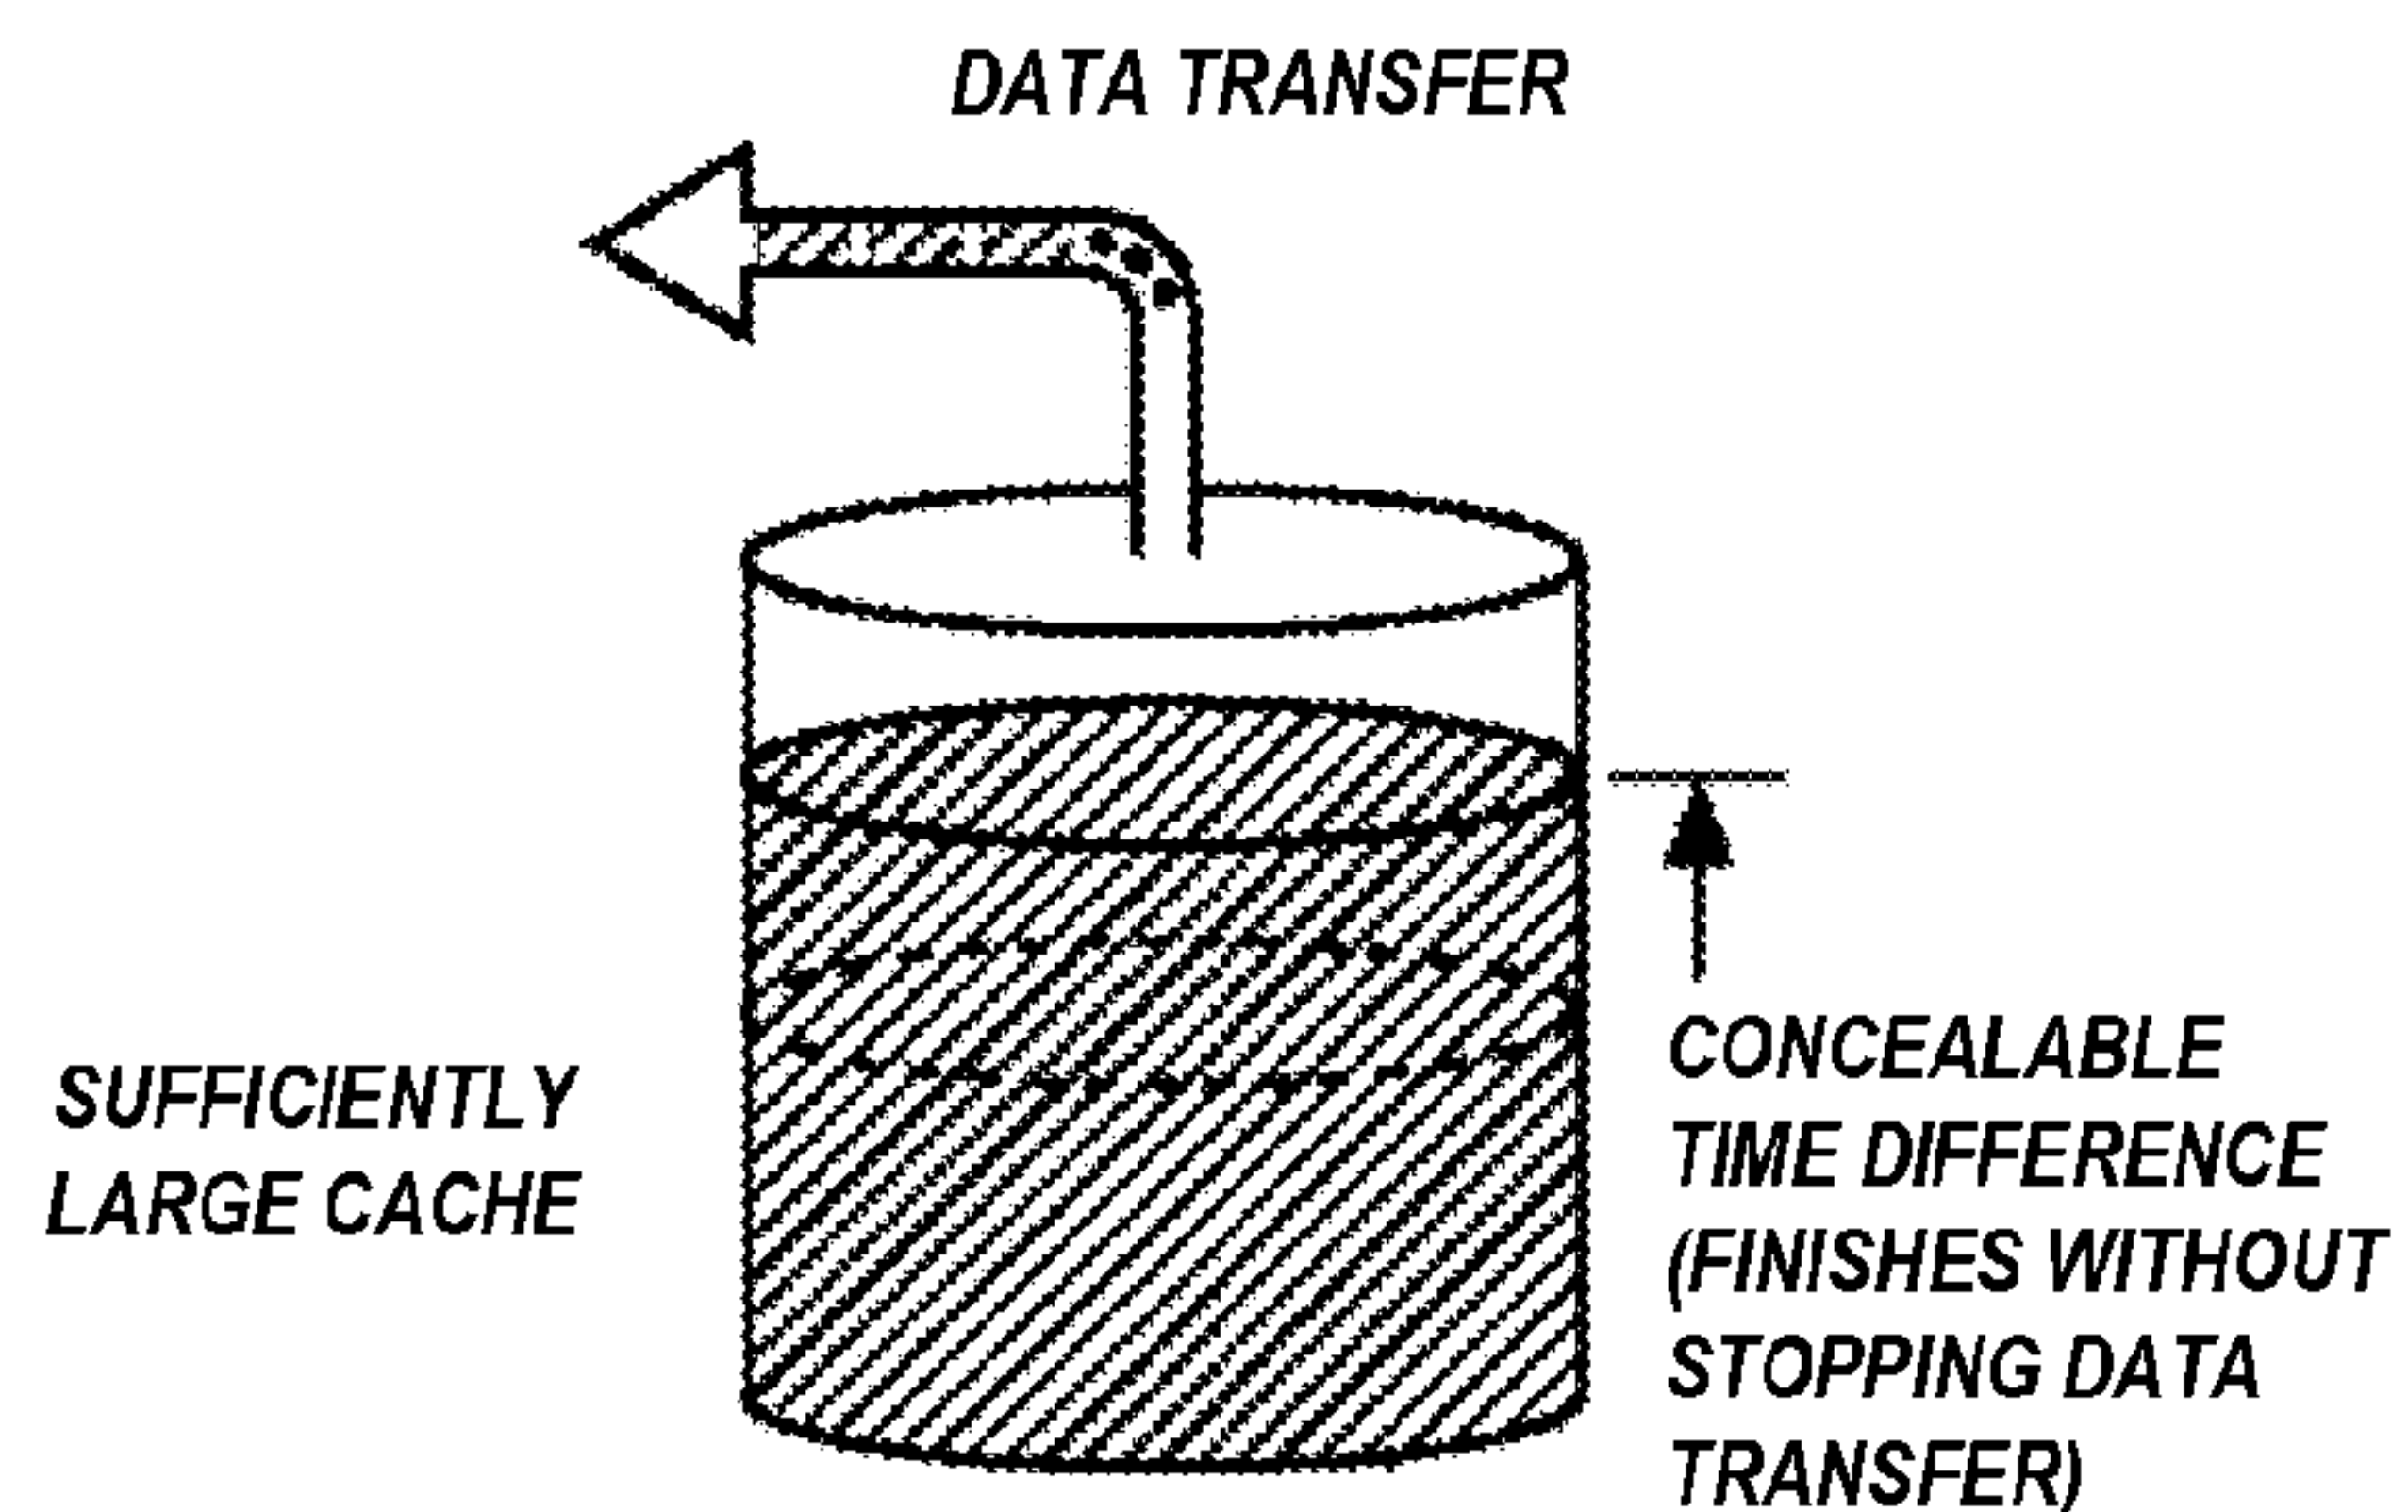 DATA TRANSFER
SUFFICIENTLY
LARGE CACHE
CONCEALABLE
TIME DIFFERENCE
(FINISHES WITHOUT
STOPPING DATA
TRANSFER)